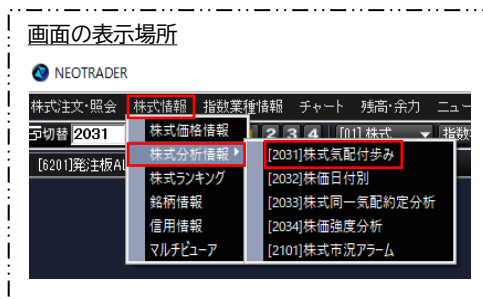 画面の表示場所
NEOTRADER
株式注文･照会 株式情報 指数業種情報 チャート 残高･余力 ニュー
切替 2031 株式価格情報 2 3 4 [01] 株式 指数
[6201]発注板AL 株式分析情報 [2031]株式気配付歩み
株式ランキング [2032]株価日付別
銘柄情報 [2033]株式同一気配約定分析
信用情報 [2034]株価強度分析
マルチビューア [2101]株式市況アラーム